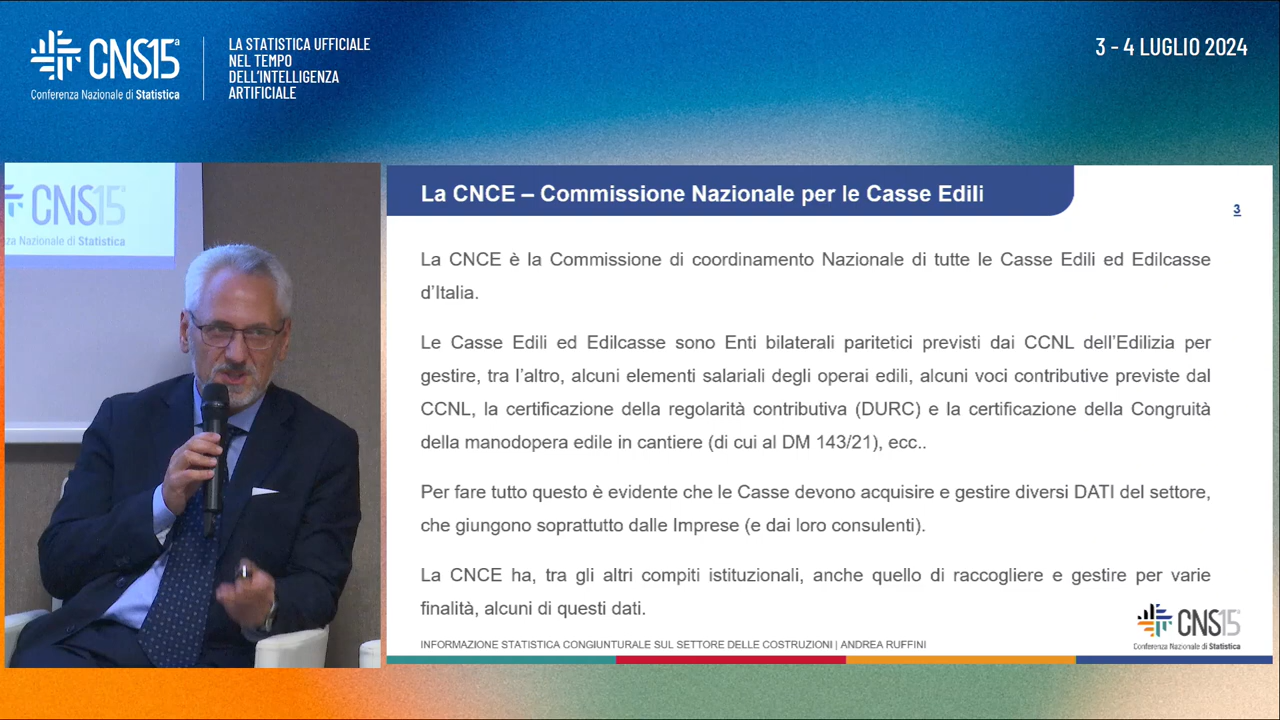 CNS15ª
Conferenza Nazionale di Statistica
LA STATISTICA UFFICIALE
NEL TEMPO
DELL'INTELLIGENZA
ARTIFICIALE
3 - 4 LUGLIO 2024
CNS15ª
za Nazionale di Statistica
La CNCE – Commissione Nazionale per le Casse Edili
3
La CNCE è la Commissione di coordinamento Nazionale di tutte le Casse Edili ed Edilcasse
d'Italia.
Le Casse Edili ed Edilcasse sono Enti bilaterali paritetici previsti dai CCNL dell'Edilizia per
gestire, tra l'altro, alcuni elementi salariali degli operai edili, alcuni voci contributive previste dal
CCNL, la certificazione della regolarità contributiva (DURC) e la certificazione della Congruità
della manodopera edile in cantiere (di cui al DM 143/21), ecc..
Per fare tutto questo è evidente che le Casse devono acquisire e gestire diversi DATI del settore,
che giungono soprattutto dalle Imprese (e dai loro consulenti).
La CNCE ha, tra gli altri compiti istituzionali, anche quello di raccogliere e gestire per varie
finalità, alcuni di questi dati.
INFORMAZIONE STATISTICA CONGIUNTURALE SUL SETTORE DELLE COSTRUZIONI | ANDREA RUFFINI
CNS15ª
Conferenza Nazionale di Statistica